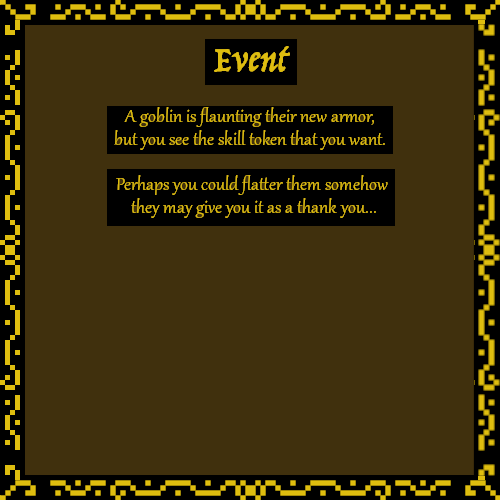 Event
A goblin is flaunting their new armor,
but you see the skill token that you want.
Perhaps you could flatter them somehow
they may give you it as a thank you...